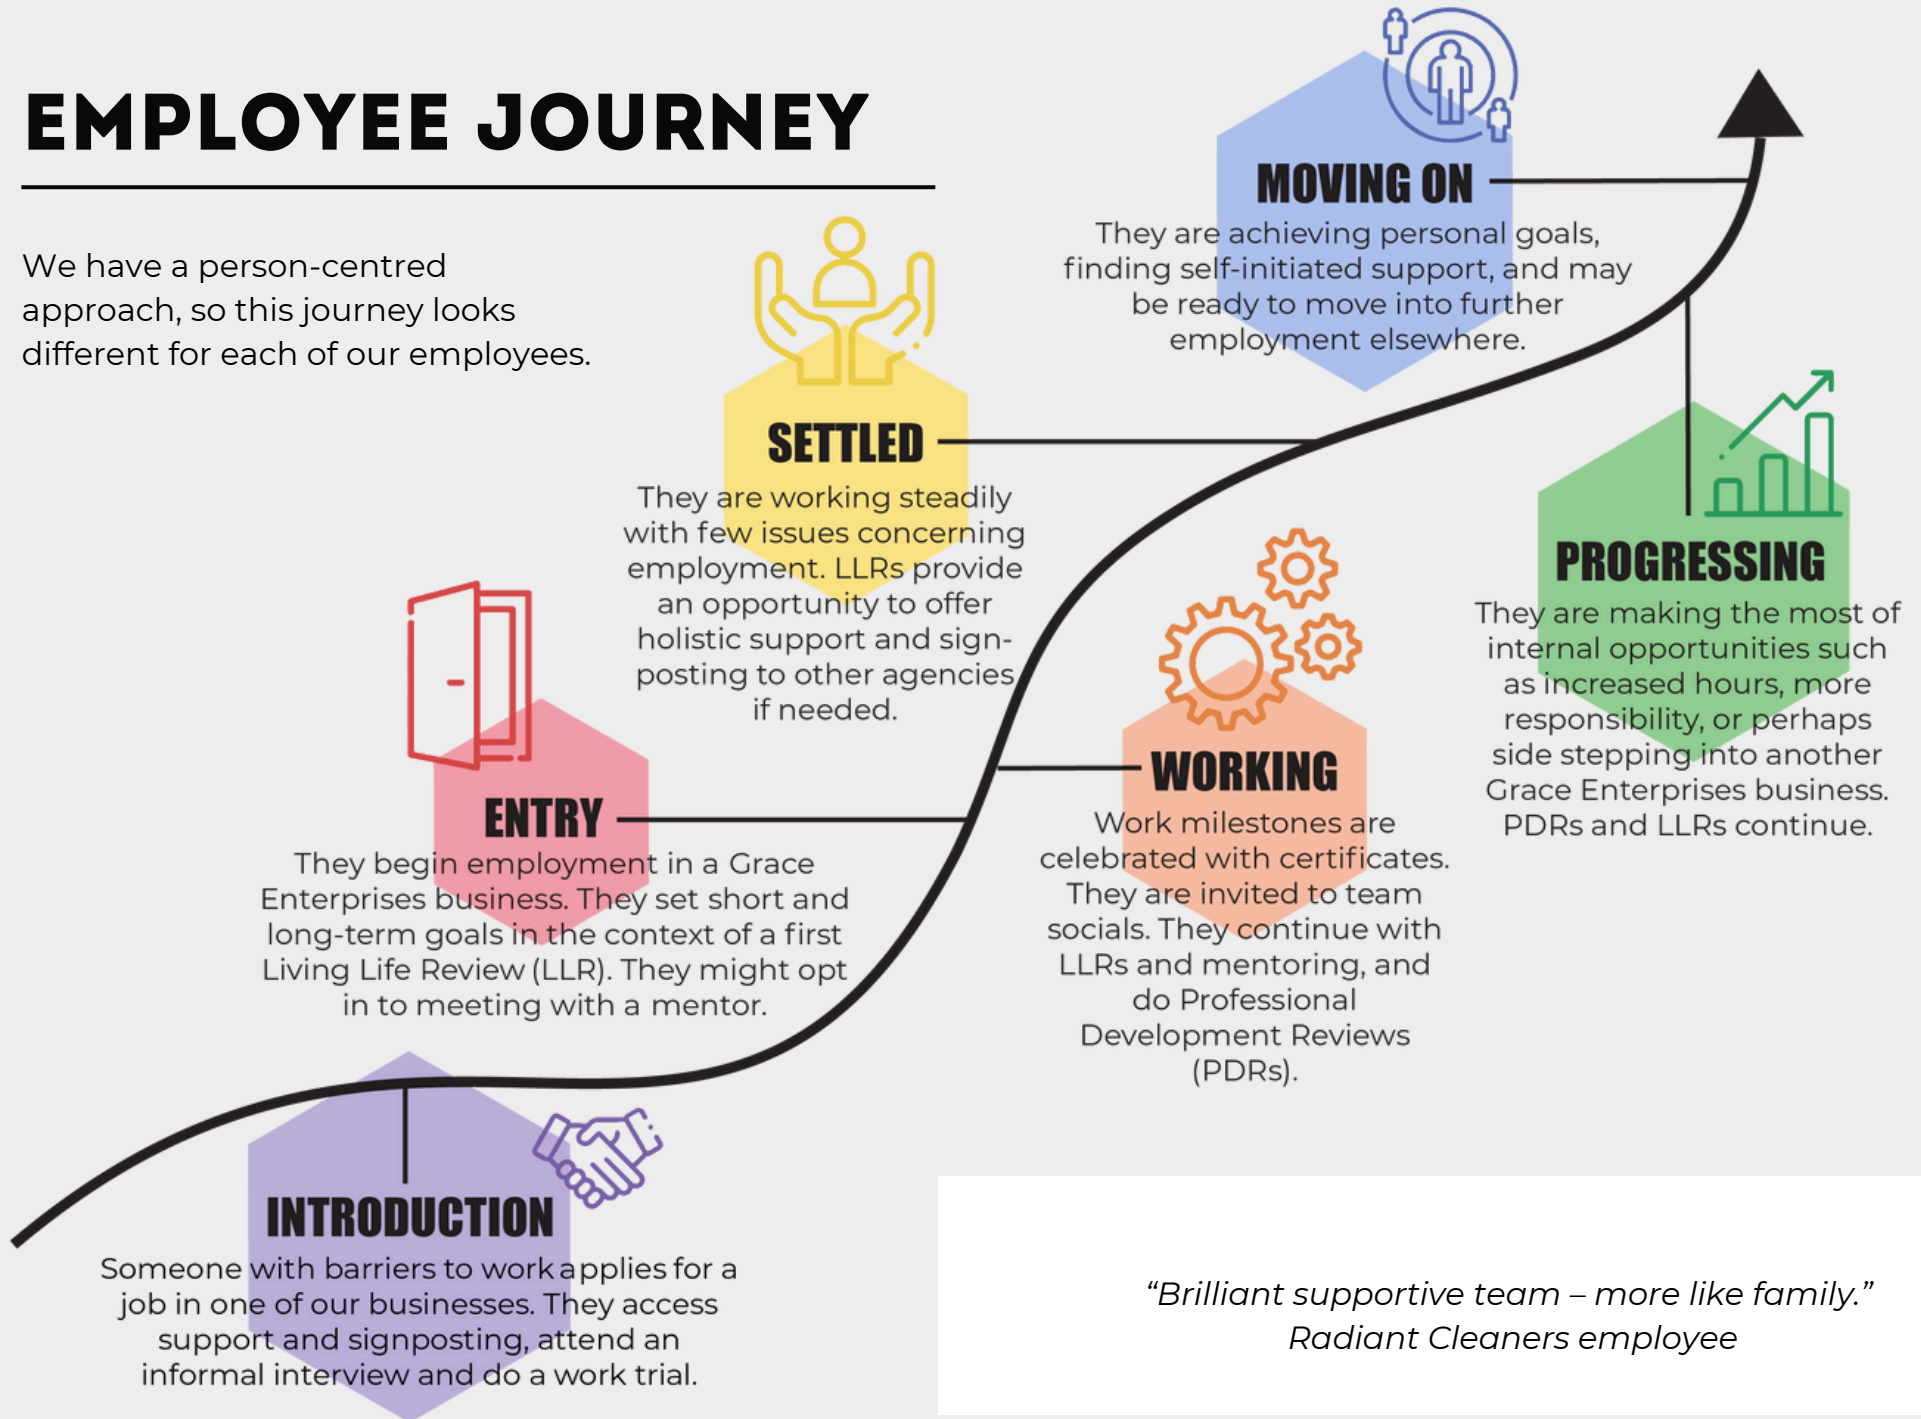 EMPLOYEE JOURNEY
We have a person-centred
approach, so this journey looks
different for each of our employees.
MOVING ON
They are achieving personal goals,
finding self-initiated support, and may
be ready to move into further
employment elsewhere.
SETTLED
They are working steadily
with few issues concerning
employment. LLRs provide
an opportunity to offer
holistic support and sign-
posting to other agencies
if needed.
PROGRESSING
They are making the most of
internal opportunities such
as increased hours, more
responsibility, or perhaps
side stepping into another
Grace Enterprises business.
PDRs and LLRs continue.
WORKING
Work milestones are
celebrated with certificates.
They are invited to team
socials. They continue with
LLRs and mentoring, and
do Professional
Development Reviews
(PDRs).
ENTRY
They begin employment in a Grace
Enterprises business. They set short and
long-term goals in the context of a first
Living Life Review (LLR). They might opt
in to meeting with a mentor.
INTRODUCTION
Someone with barriers to work applies for a
job in one of our businesses. They access
support and signposting, attend an
informal interview and do a work trial.
“Brilliant supportive team – more like family.”
Radiant Cleaners employee